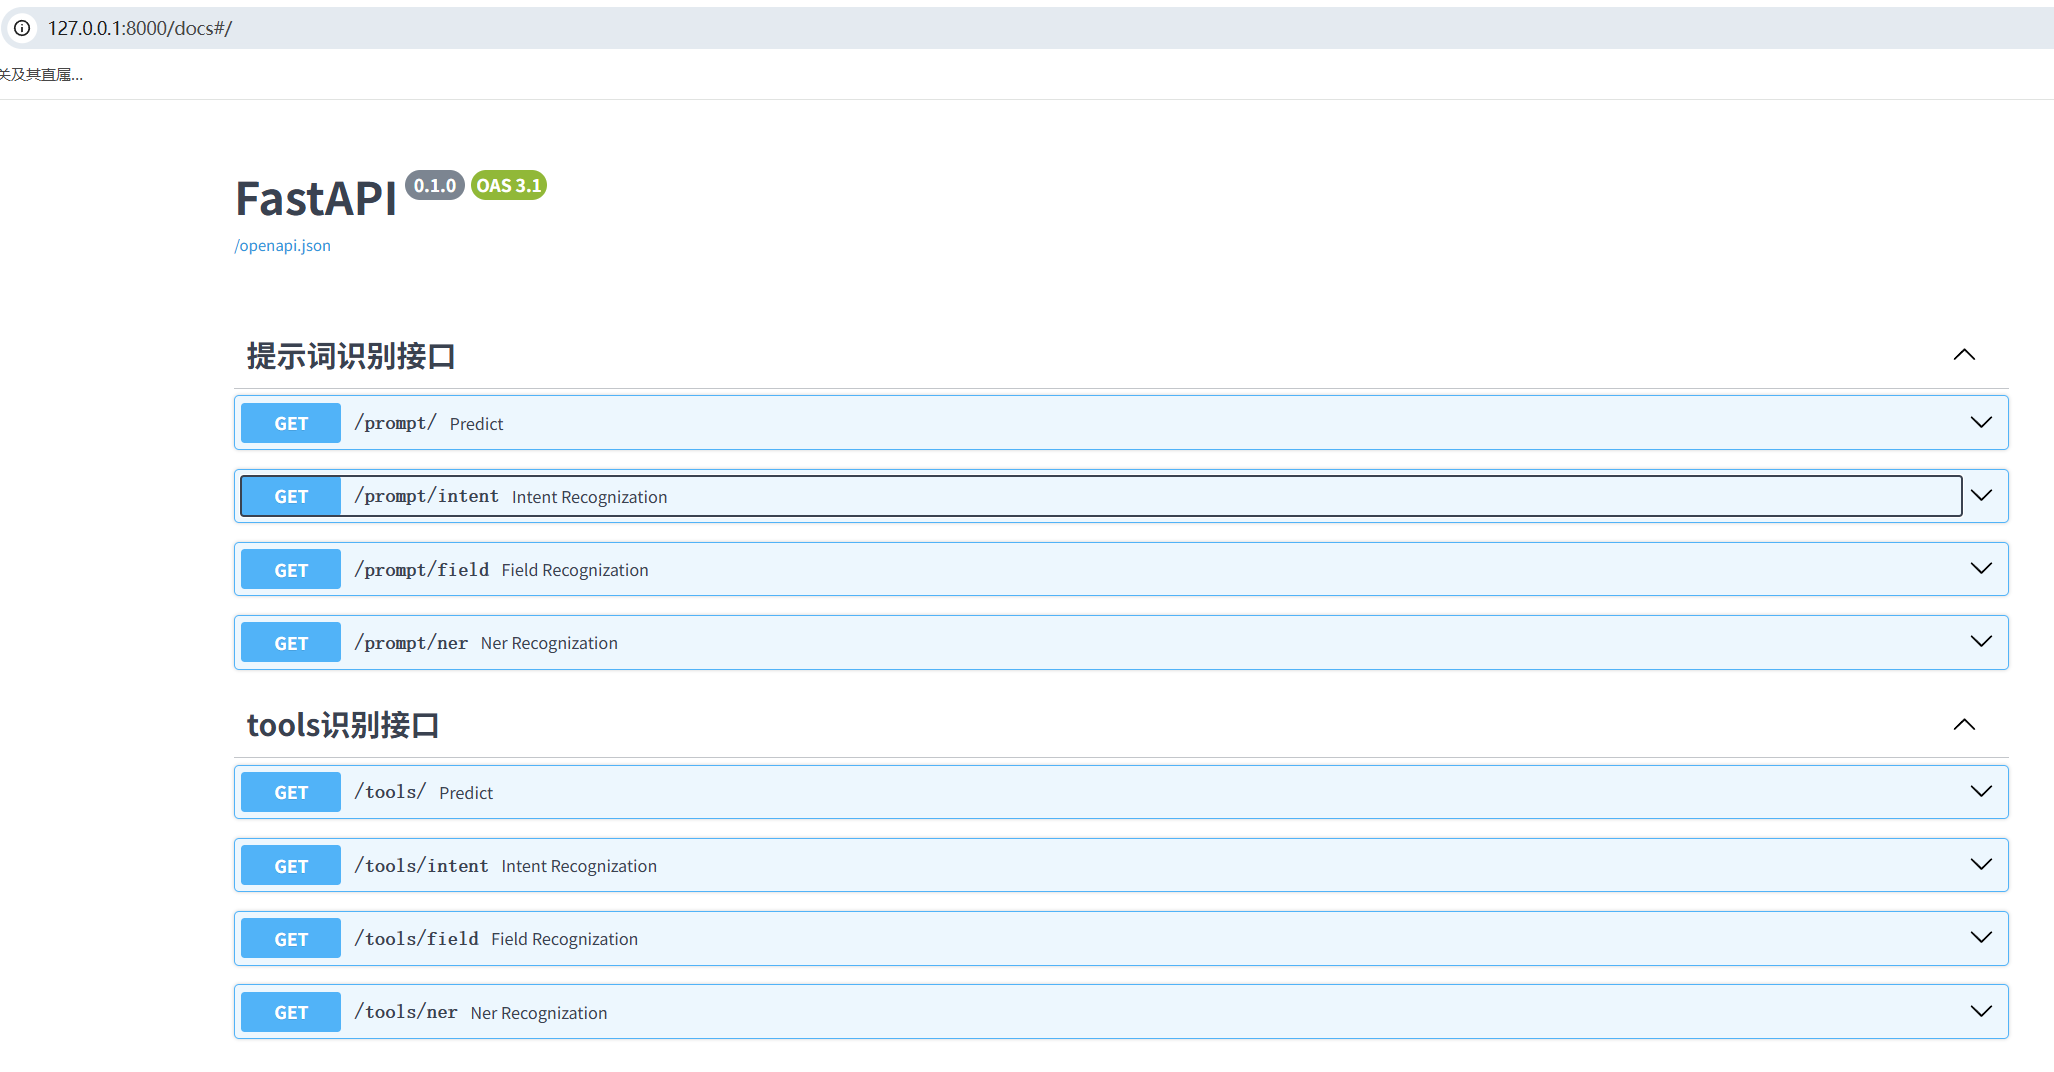 127.0.0.1:8000/docs#/
关及其直属...
FastAPI 0.1.0 OAS 3.1
/openapi.json
提示词识别接口
GET /prompt/ Predict
GET /prompt/intent Intent Recognization
GET /prompt/field Field Recognization
GET /prompt/ner Ner Recognization
tools识别接口
GET /tools/ Predict
GET /tools/intent Intent Recognization
GET /tools/field Field Recognization
GET /tools/ner Ner Recognization